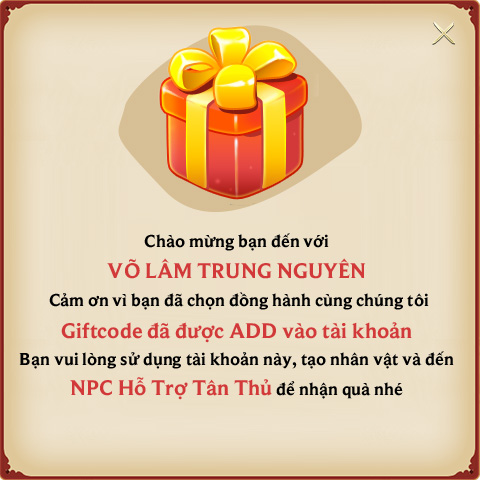 Chào mừng bạn đến với
VÕ LÂM TRUNG NGUYÊN
Cảm ơn vì bạn đã chọn đồng hành cùng chúng tôi
Giftcode đã được ADD vào tài khoản
Bạn vui lòng sử dụng tài khoản này, tạo nhân vật và đến
NPC Hỗ Trợ Tân Thủ để nhận quà nhé